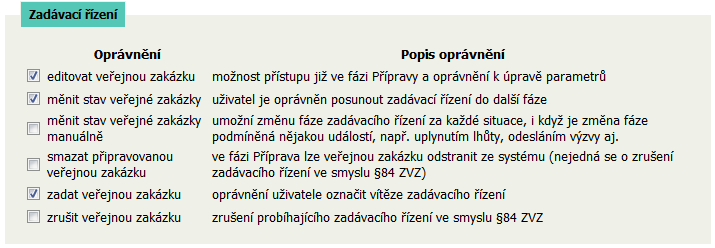 Zadávací řízení
Oprávnění Popis oprávnění
editovat veřejnou zakázku možnost přístupu již ve fázi Přípravy a oprávnění k úpravě parametrů
měnit stav veřejné zakázky uživatel je oprávněn posunout zadávací řízení do další fáze
měnit stav veřejné zakázky umožní změnu fáze zadávacího řízení za každé situace, i když je změna fáze
manuálně podmíněná nějakou událostí, např. uplynutím lhůty, odesláním výzvy aj.
smazat připravovanou ve fázi Příprava lze veřejnou zakázku odstranit ze systému (nejedná se o zrušení
veřejnou zakázku zadávacího řízení ve smyslu §84 ZVZ)
zadat veřejnou zakázku oprávnění uživatele označit vítěze zadávacího řízení
zrušit veřejnou zakázku zrušení probíhajícího zadávacího řízení ve smyslu §84 ZVZ